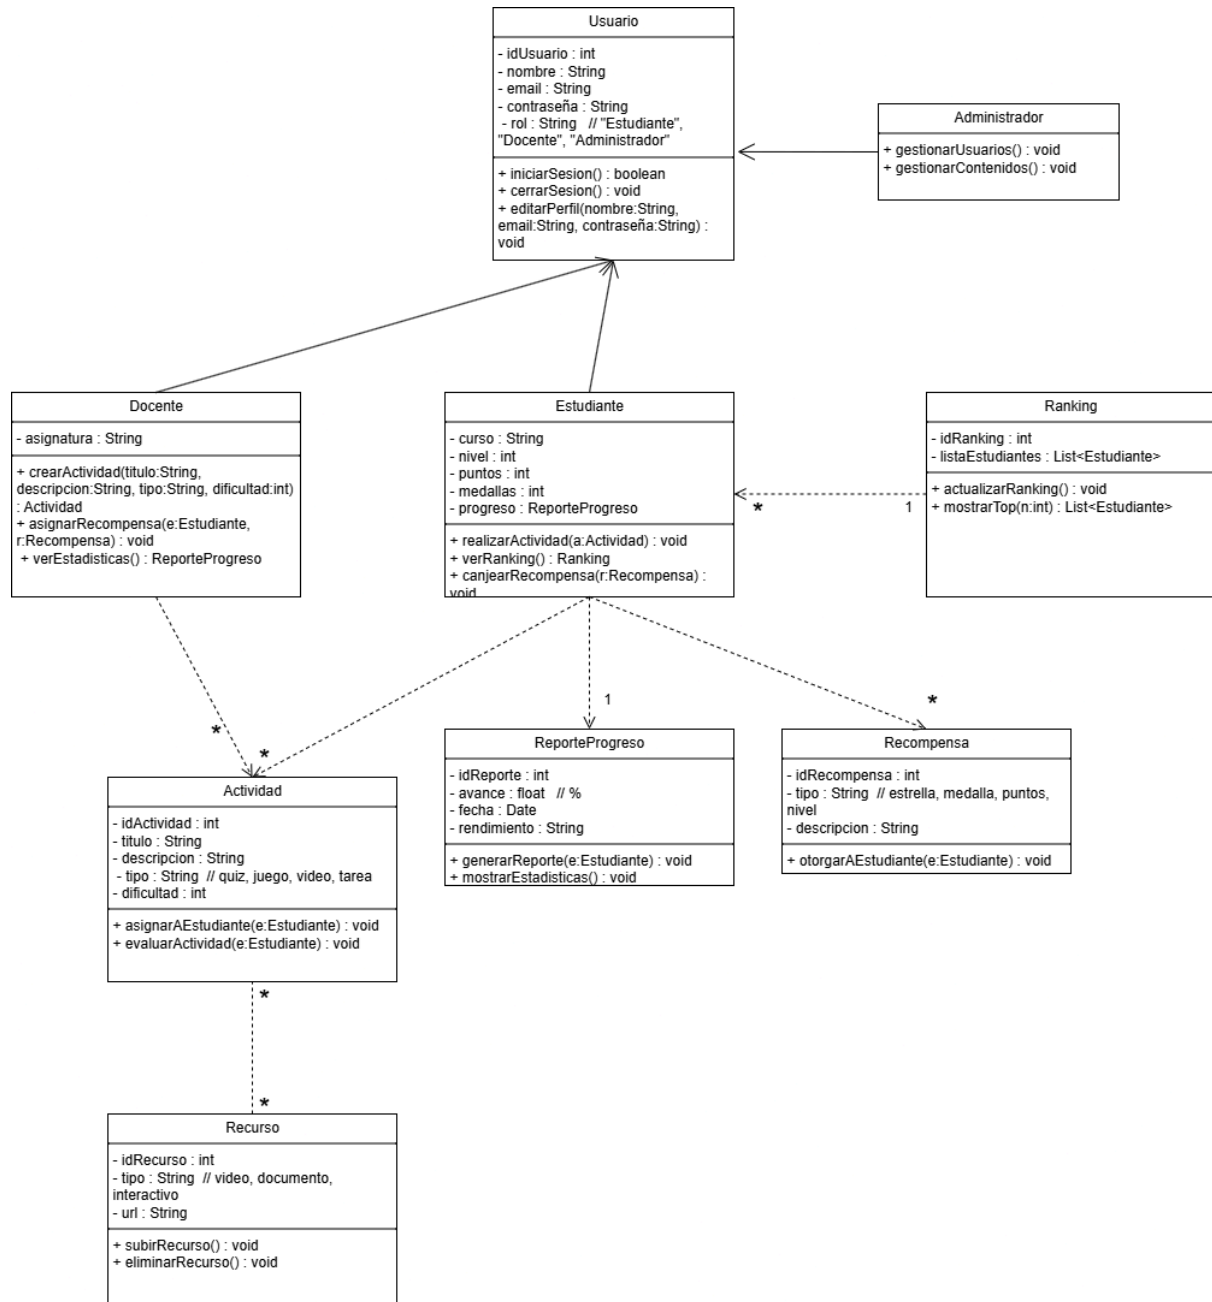 Usuario
- idUsuario : int
- nombre : String
- email : String
- contraseña : String
- rol : String // "Estudiante",
"Docente", "Administrador"
+ iniciarSesion() : boolean
+ cerrarSesion() : void
+ editarPerfil(nombre:String,
email:String, contraseña:String) :
void
Administrador
+ gestionarUsuarios() : void
+ gestionarContenidos() : void
Docente
- asignatura : String
+ crearActividad(titulo:String,
descripcion:String, tipo:String, dificultad:int)
: Actividad
+ asignarRecompensa(e:Estudiante,
r:Recompensa) : void
+ verEstadisticas() : ReporteProgreso
Estudiante
- curso : String
- nivel : int
- puntos : int
- medallas : int
- progreso : ReporteProgreso
+ realizarActividad(a:Actividad) : void
+ verRanking() : Ranking
+ canjearRecompensa(r:Recompensa) :
void
Ranking
- idRanking : int
- listaEstudiantes : List<Estudiante>
+ actualizarRanking() : void
+ mostrarTop(n:int) : List<Estudiante>
* 1
*
*
1
*
Actividad
- idActividad : int
- titulo : String
- descripcion : String
- tipo : String // quiz, juego, video, tarea
- dificultad : int
+ asignarAEstudiante(e:Estudiante) : void
+ evaluarActividad(e:Estudiante) : void
ReporteProgreso
- idReporte : int
- avance : float // %
- fecha : Date
- rendimiento : String
+ generarReporte(e:Estudiante) : void
+ mostrarEstadisticas() : void
Recompensa
- idRecompensa : int
- tipo : String // estrella, medalla, puntos,
nivel
- descripcion : String
+ otorgarAEstudiante(e:Estudiante) : void
*
*
Recurso
- idRecurso : int
- tipo : String // video, documento,
interactivo
- url : String
+ subirRecurso() : void
+ eliminarRecurso() : void